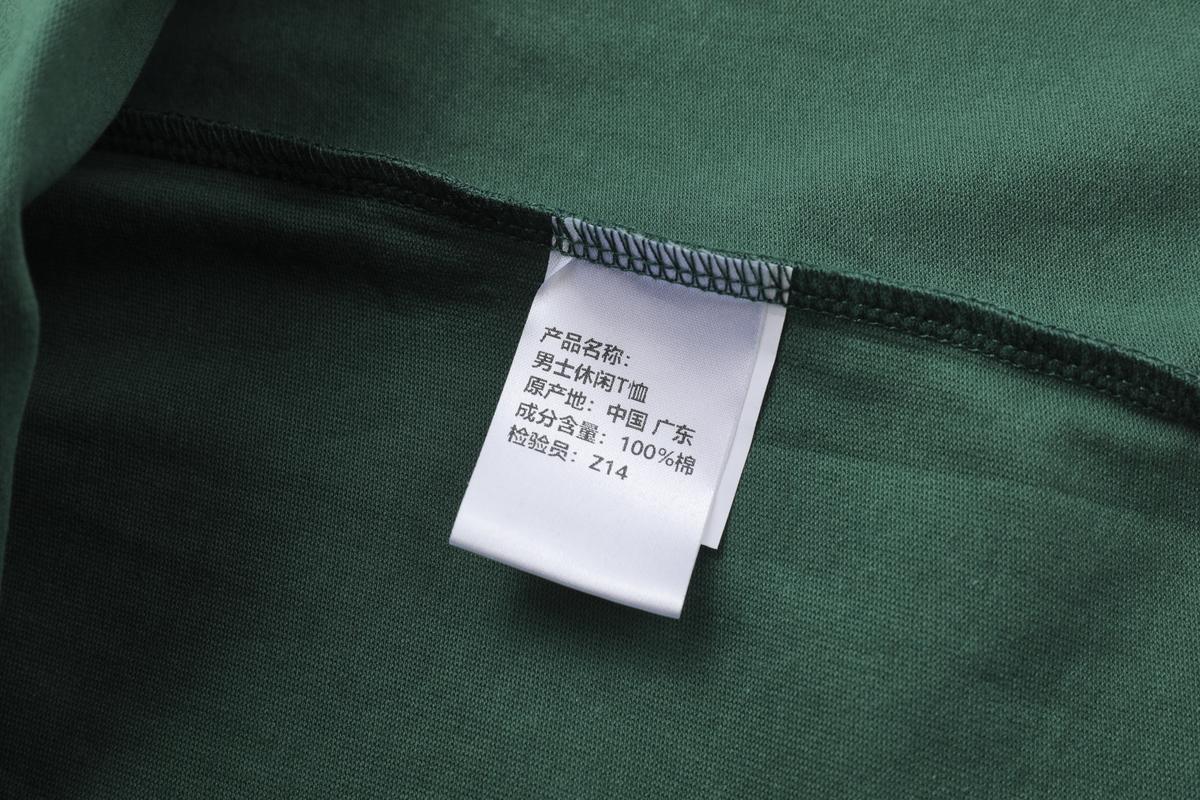 产品名称：
男士休闲T恤
原产地：中国 广东
成分含量：100%棉
检验员：Z14